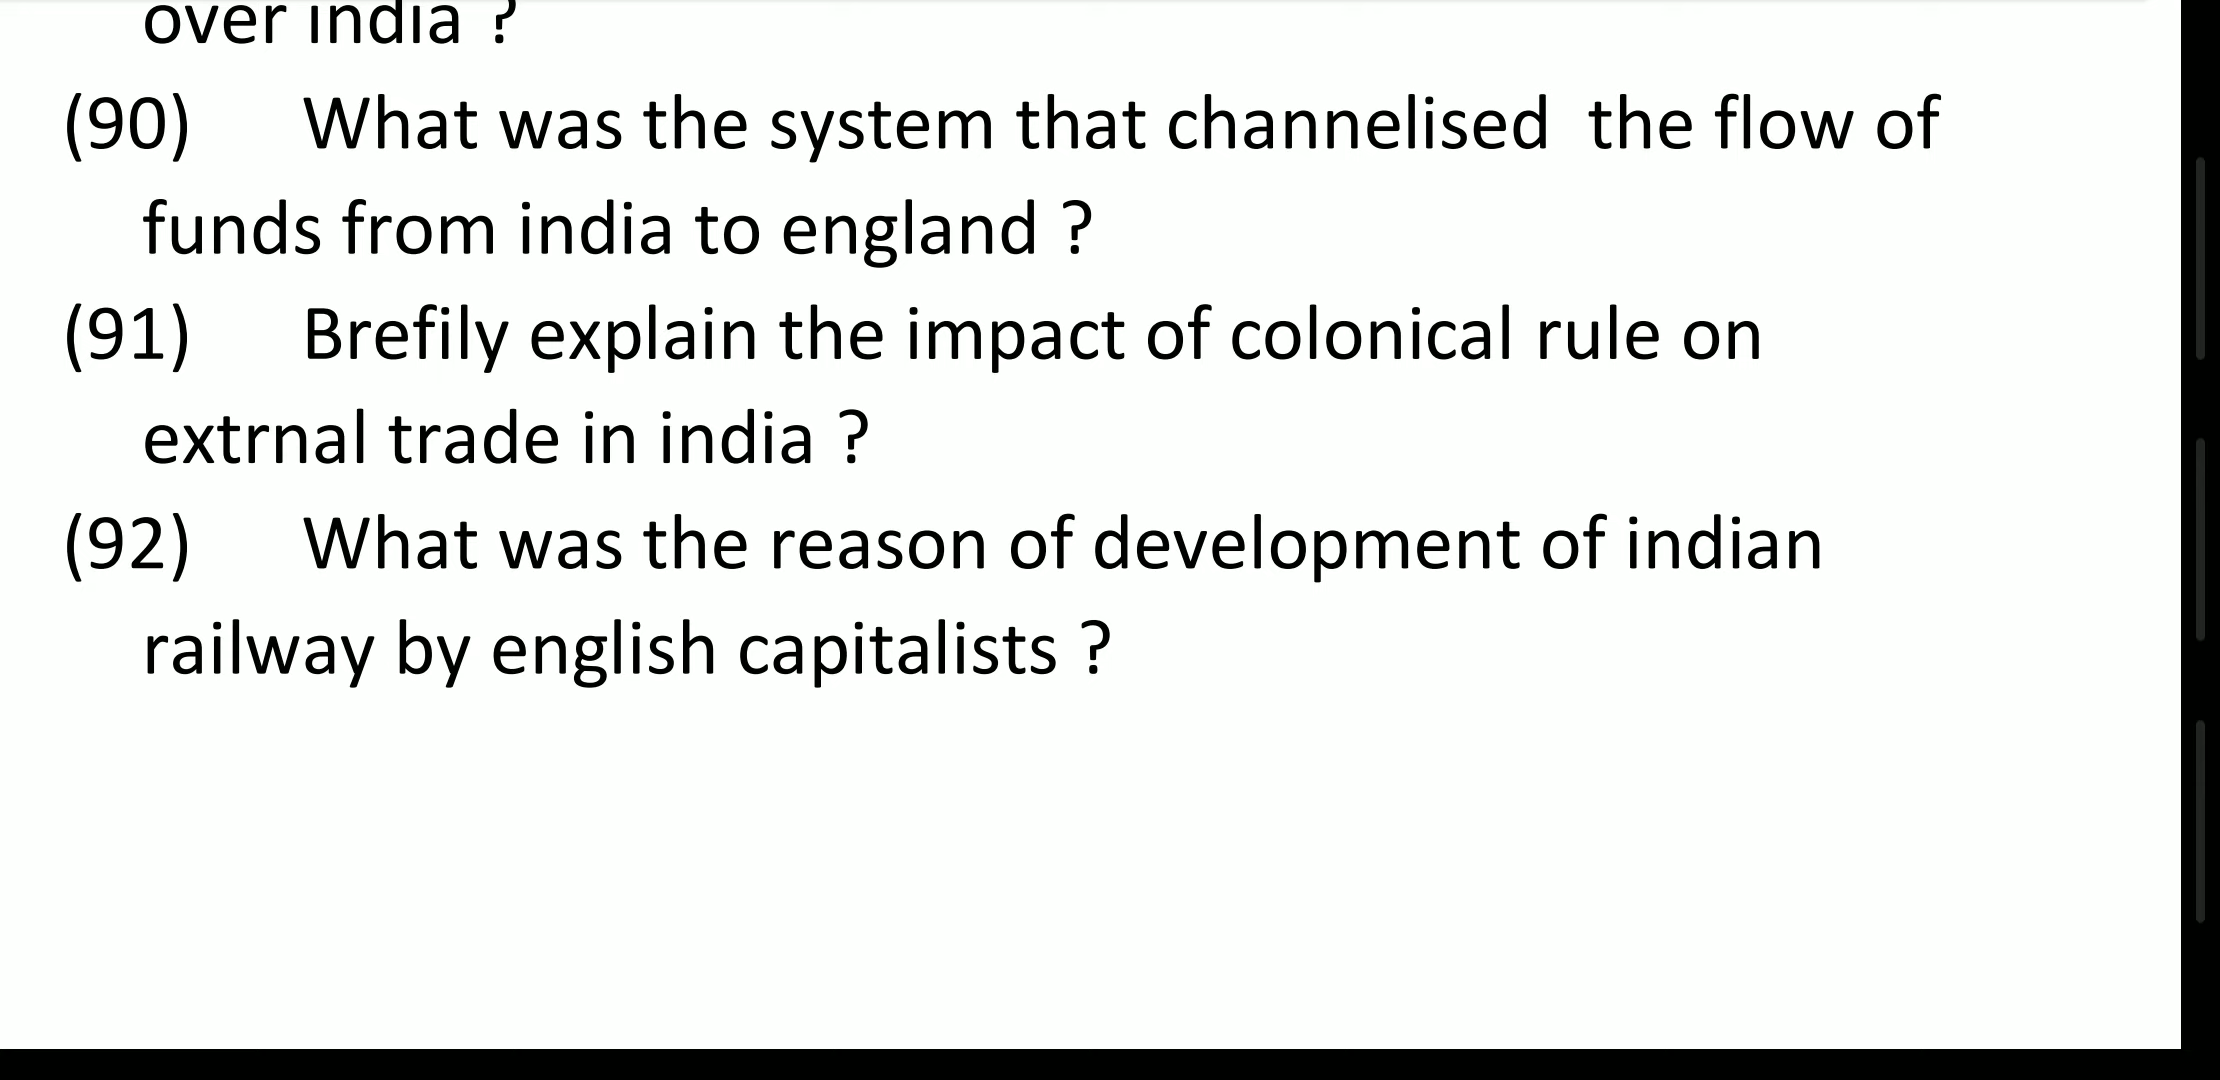 over india ?
(90) What was the system that channelised the flow of
funds from india to england ?
(91) Brefily explain the impact of colonical rule on
extrnal trade in india ?
(92) What was the reason of development of indian
railway by english capitalists ?